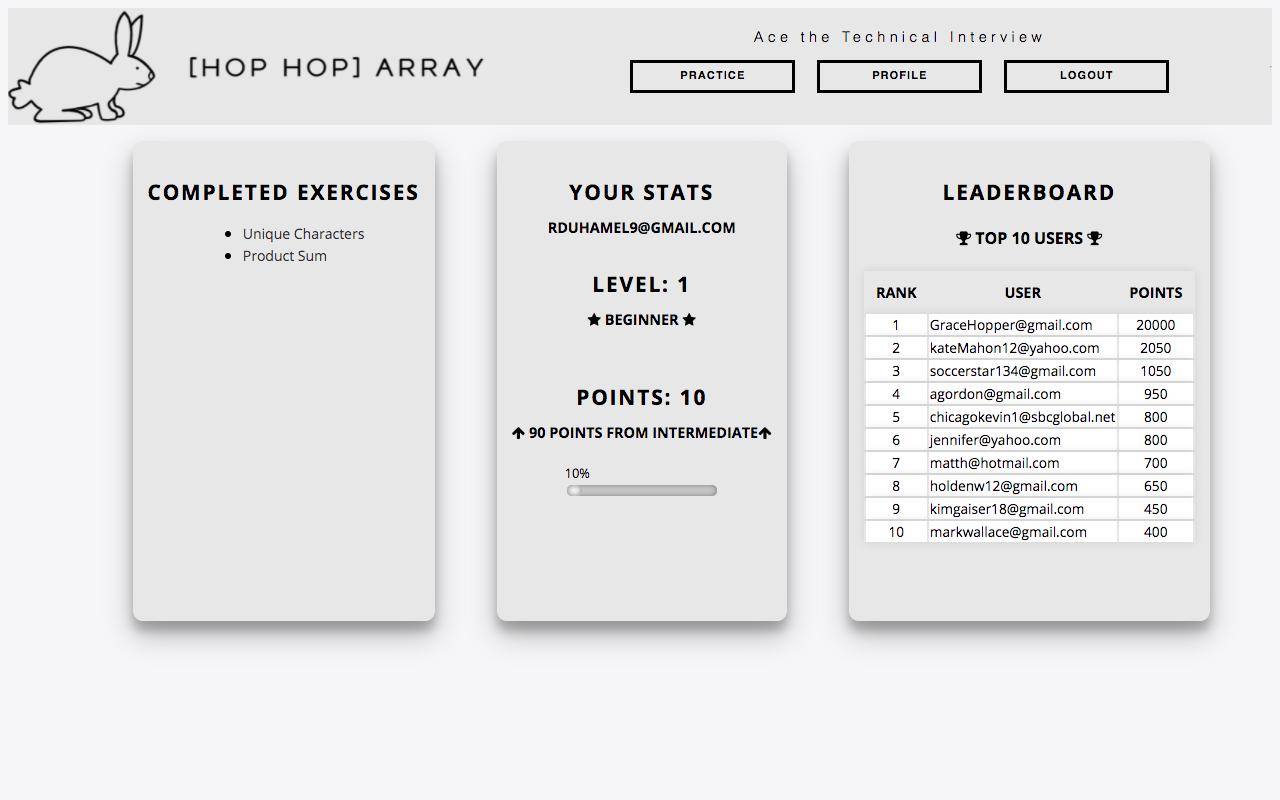 Ace the Technical Interview
[HOP HOP] ARRAY
PRACTICE PROFILE LOGOUT
COMPLETED EXERCISES
Unique Characters
Product Sum
YOUR STATS
RDUHAMEL9@GMAIL.COM
LEVEL: 1
BEGINNER
POINTS: 10
90 POINTS FROM INTERMEDIATE
10%
LEADERBOARD
TOP 10 USERS
RANK USER POINTS
1 GraceHopper@gmail.com 20000
2 kateMahon12@yahoo.com 2050
3 soccerstar134@gmail.com 1050
4 agordon@gmail.com 950
5 chicagokevin1@sbcglobal.net 800
6 jennifer@yahoo.com 800
7 matth@hotmail.com 700
8 holdenw12@gmail.com 650
9 kimgaiser18@gmail.com 450
10 markwallace@gmail.com 400